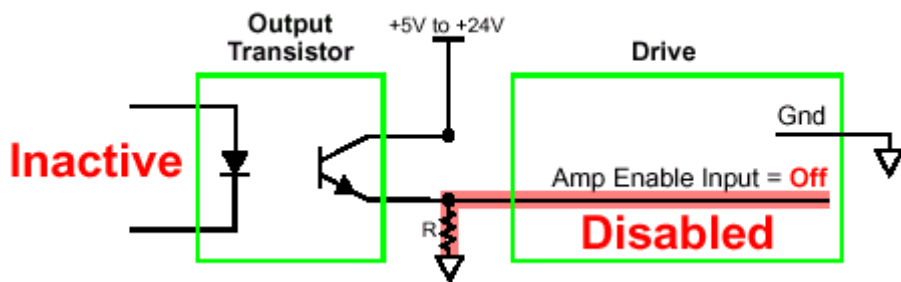 Output
Transistor
+5V to +24V
Drive
Gnd
Inactive
Amp Enable Input = Off
R
Disabled